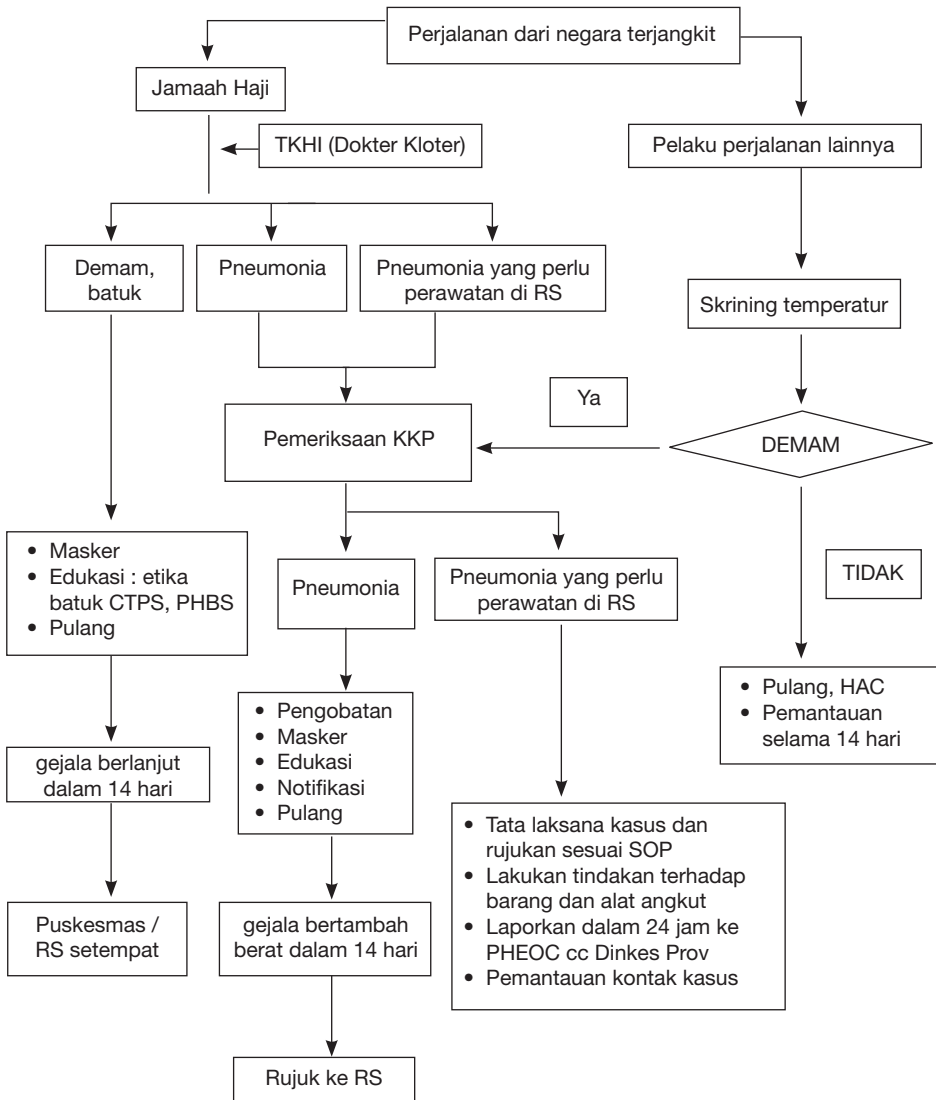 Perjalanan dari negara terjangkit
Jamaah Haji
TKHI (Dokter Kloter)
Pelaku perjalanan lainnya
Demam,
batuk
Pneumonia
Pneumonia yang perlu
perawatan di RS
Skrining temperatur
Ya
Pemeriksaan KKP
DEMAM
• Masker
• Edukasi : etika
batuk CTPS, PHBS
• Pulang
Pneumonia
Pneumonia yang perlu
perawatan di RS
TIDAK
• Pulang, HAC
• Pemantauan
selama 14 hari
• Pengobatan
• Masker
• Edukasi
• Notifikasi
• Pulang
gejala berlanjut
dalam 14 hari
• Tata laksana kasus dan
rujukan sesuai SOP
• Lakukan tindakan terhadap
barang dan alat angkut
• Laporkan dalam 24 jam ke
PHEOC cc Dinkes Prov
• Pemantauan kontak kasus
Puskesmas /
RS setempat
gejala bertambah
berat dalam 14 hari
Rujuk ke RS